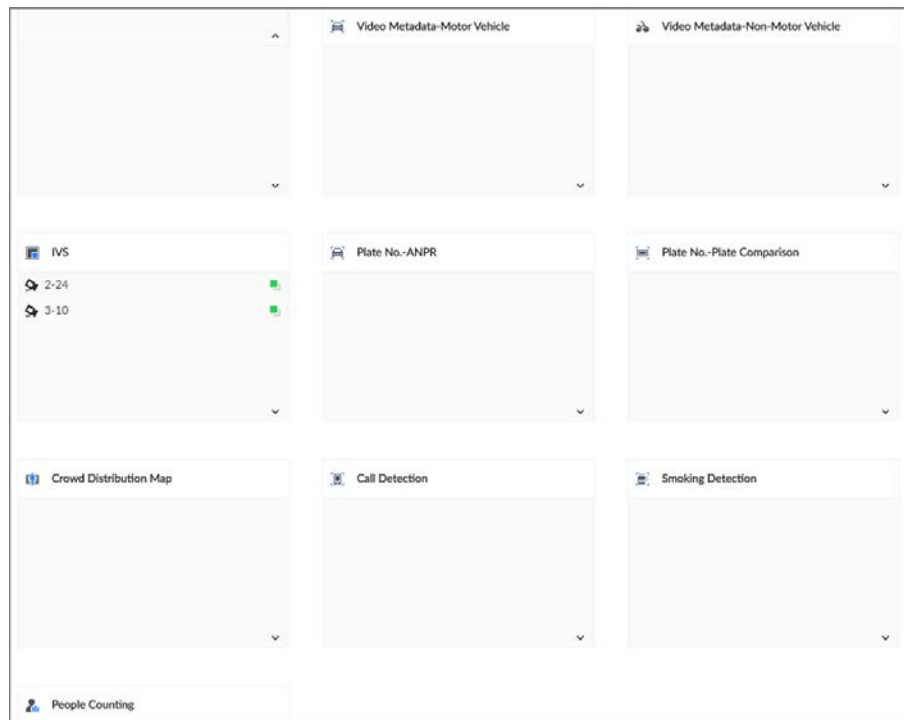 Video Metadata-Motor Vehicle
Video Metadata-Non-Motor Vehicle
IVS
Plate No.-ANPR
Plate No.-Plate Comparison
2-24
3-10
Crowd Distribution Map
Call Detection
Smoking Detection
People Counting